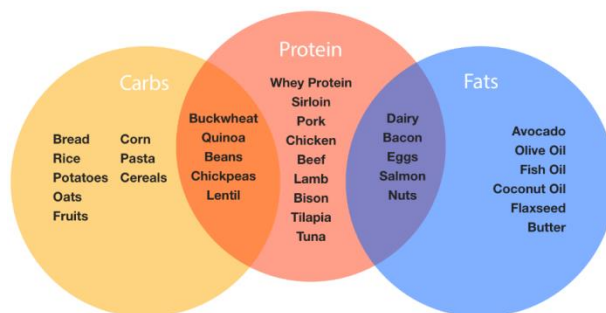 Carbs
Bread
Rice
Potatoes
Oats
Fruits
Corn
Pasta
Cereals
Buckwheat
Quinoa
Beans
Chickpeas
Lentil
Protein
Whey Protein
Sirloin
Pork
Chicken
Beef
Lamb
Bison
Tilapia
Tuna
Dairy
Bacon
Eggs
Salmon
Nuts
Fats
Avocado
Olive Oil
Fish Oil
Coconut Oil
Flaxseed
Butter